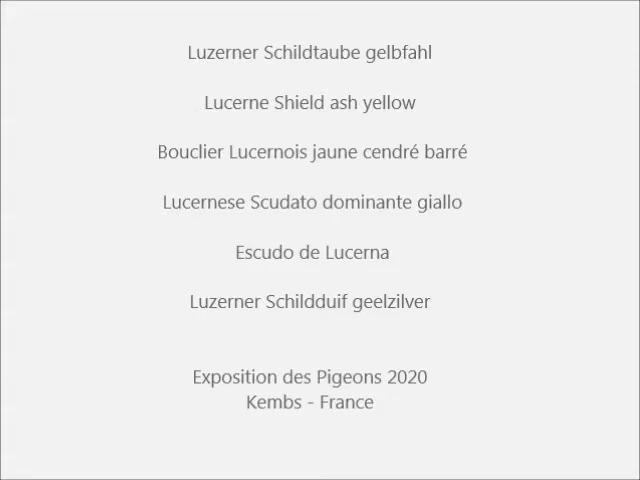 Luzerner Schildtaube gelbfahl
Lucerne Shield ash yellow
Bouclier Lucernois jaune cendré barré
Lucernese Scudato dominante giallo
Escudo de Lucerna
Luzerner Schildduif geelzilver
Exposition des Pigeons 2020
Kembs - France